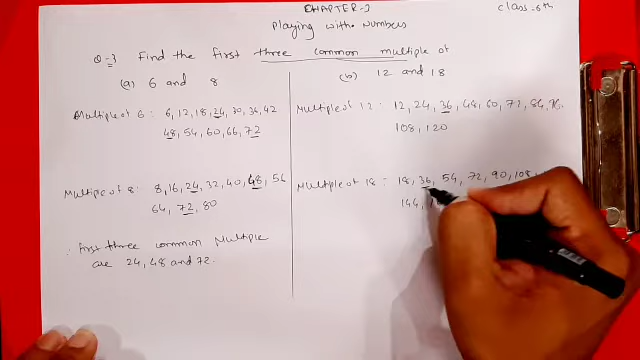 CHAPTER-3
Class-6th
Playing with Numbers
Q-3 Find the first three common multiple of
(a) 6 and 8
Multiple of 6: 6, 12, 18, 24, 30, 36, 42
48, 54, 60, 66, 72
Multiple of 8: 8, 16, 24, 32, 40, 48, 56
64, 72, 80
∴ first three common Multiple
are 24, 48 and 72.
(b) 12 and 18
Multiple of 12: 12, 24, 36, 48, 60, 72, 84, 96,
108, 120
Multiple of 18: 18, 36, 54, 72, 90, 108,
144,